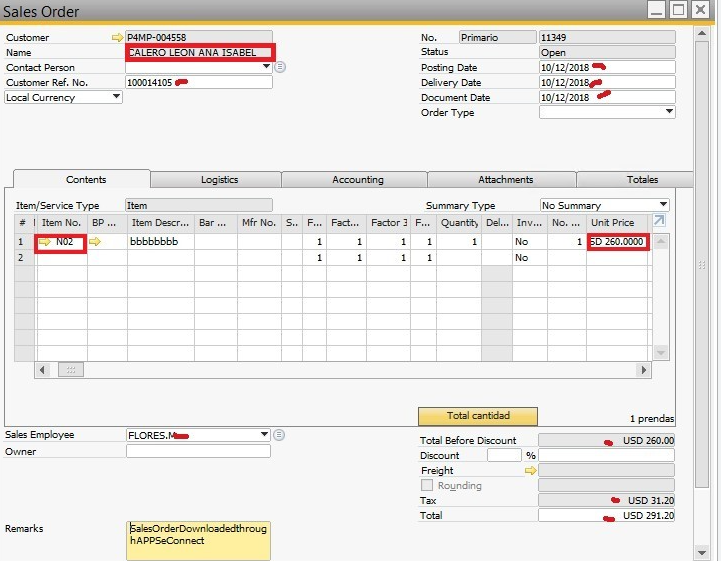 Sales Order
Customer P4MP-004558
Name CALERO LEON ANA ISABEL
Contact Person
Customer Ref. No. 100014105
Local Currency
No. Primario 11349
Status Open
Posting Date 10/12/2018
Delivery Date 10/12/2018
Document Date 10/12/2018
Order Type
Contents Logistics Accounting Attachments Totales
Item/Service Type Item Summary Type No Summary
# Item No. BP ... Item Descr... Bar ... Mfr No. S.. F... Fact... Factor 3 F... Quantity Del... Inv... No. ... Unit Price
1 N02 bbbbbbbb 1 1 1 1 1 No 1 SD 260.0000
2 1 1 1 1 No
Total cantidad
1 prendas
Sales Employee FLORES.M
Owner
Total Before Discount USD 260.00
Discount %
Freight
Rounding
Tax USD 31.20
Total USD 291.20
Remarks SalesOrderDownloadedthroug
hAPPSeConnect